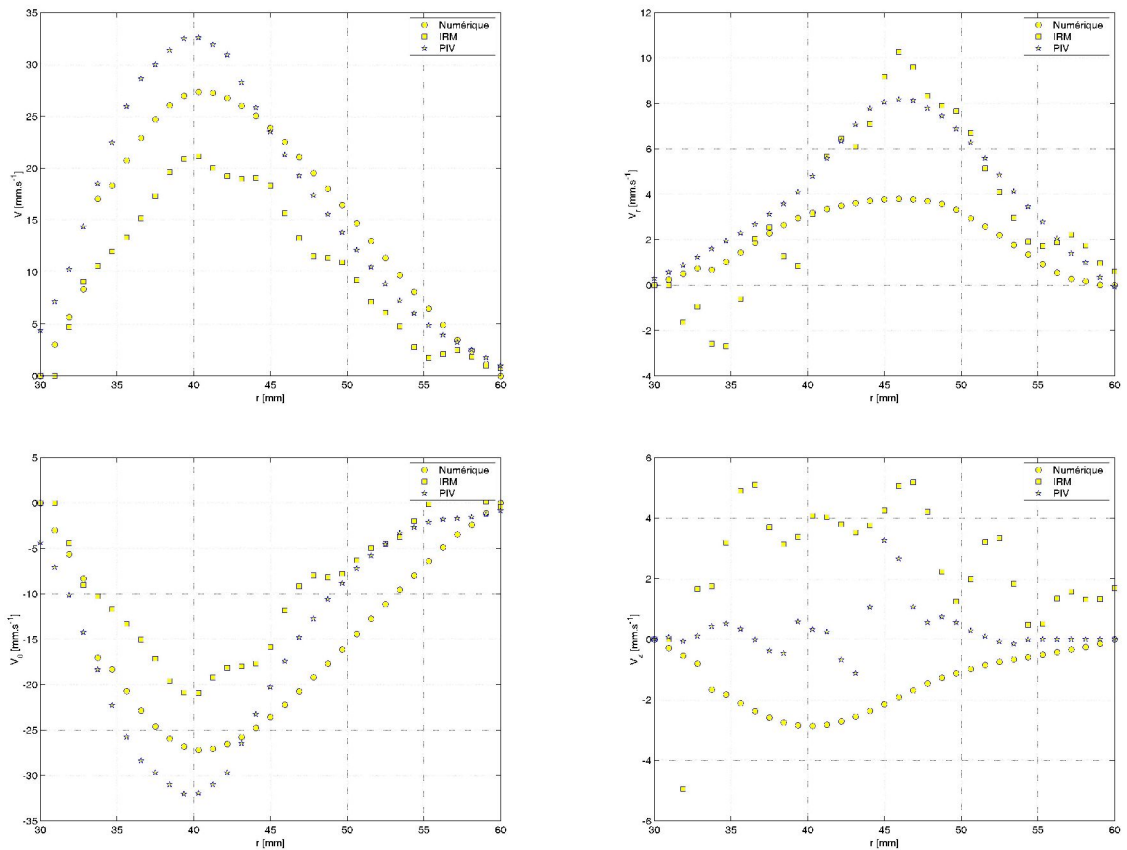 35
30
25
20
15
10
5
0
V [mm.s⁻¹]
30 35 40 45 50 55 60
r [mm]
Numérique
IRM
PIV
12
10
8
6
4
2
0
-2
-4
Vr [mm.s⁻¹]
30 35 40 45 50 55 60
r [mm]
Numérique
IRM
PIV
5
0
-5
-10
-15
-20
-25
-30
-35
Vθ [mm.s⁻¹]
30 35 40 45 50 55 60
r [mm]
Numérique
IRM
PIV
6
4
2
0
-2
-4
-6
Vz [mm.s⁻¹]
30 35 40 45 50 55 60
r [mm]
Numérique
IRM
PIV